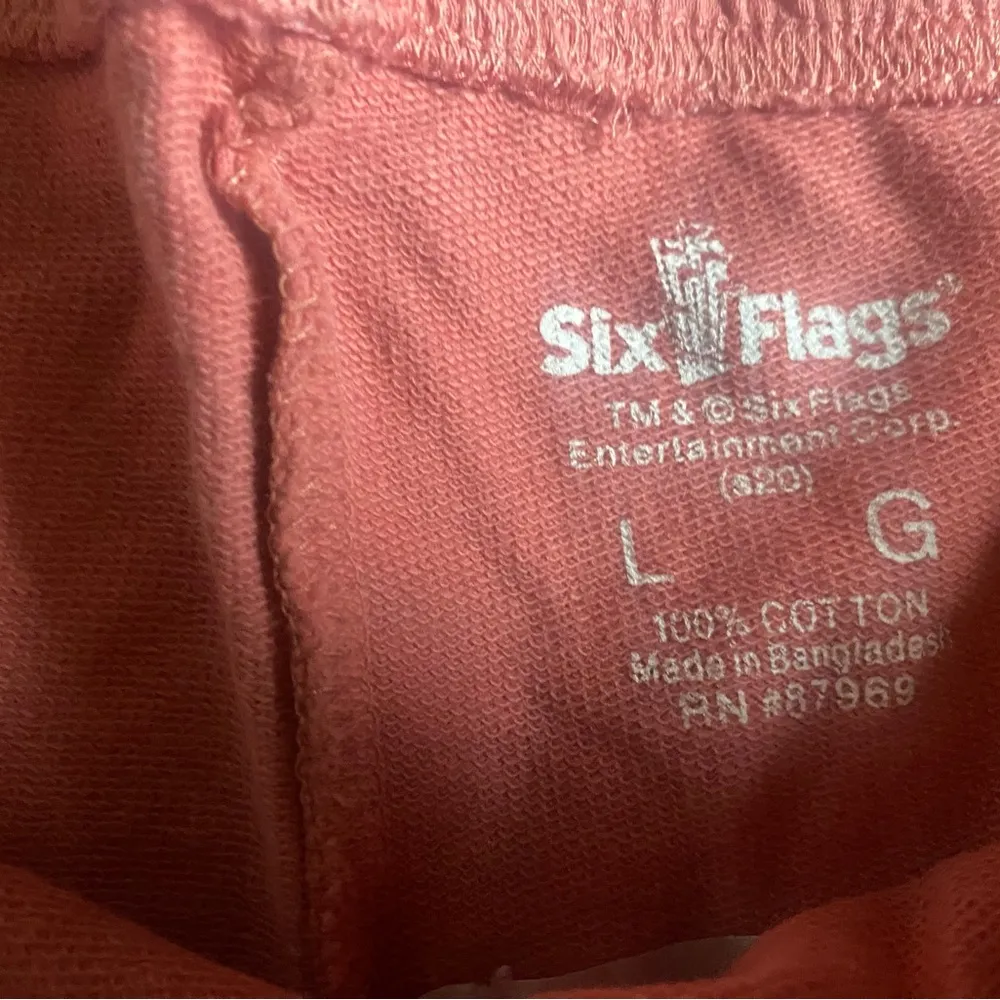 Six Flags
TM & © Six Flags
Entertainment Corp.
(s20)
L G
100% COTTON
Made in Bangladesh
RN #87969